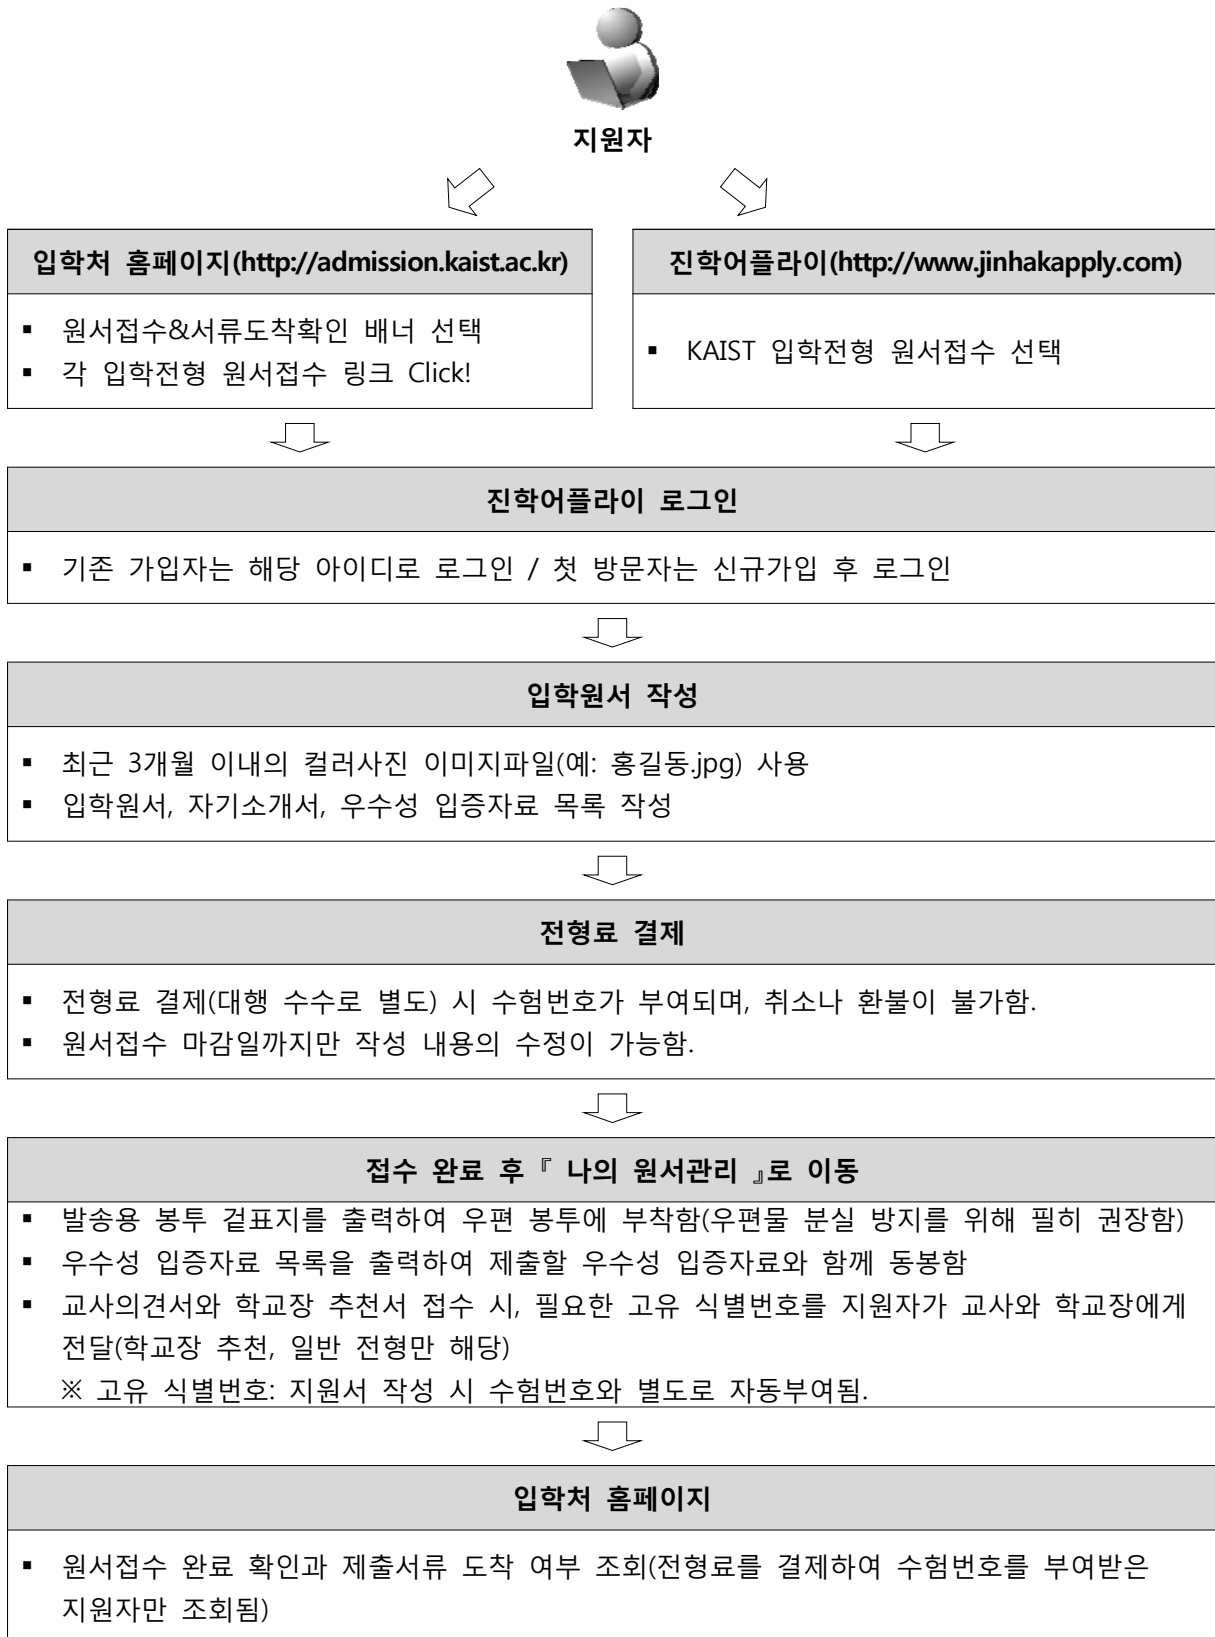 지원자
입학처 홈페이지(http://admission.kaist.ac.kr)
▪ 원서접수&서류도착확인 배너 선택
▪ 각 입학전형 원서접수 링크 Click!
진학어플라이(http://www.jinhakapply.com)
▪ KAIST 입학전형 원서접수 선택
진학어플라이 로그인
▪ 기존 가입자는 해당 아이디로 로그인 / 첫 방문자는 신규가입 후 로그인
입학원서 작성
▪ 최근 3개월 이내의 컬러사진 이미지파일(예: 홍길동.jpg) 사용
▪ 입학원서, 자기소개서, 우수성 입증자료 목록 작성
전형료 결제
▪ 전형료 결제(대행 수수로 별도) 시 수험번호가 부여되며, 취소나 환불이 불가함.
▪ 원서접수 마감일까지만 작성 내용의 수정이 가능함.
접수 완료 후 『 나의 원서관리 』로 이동
▪ 발송용 봉투 겉표지를 출력하여 우편 봉투에 부착함(우편물 분실 방지를 위해 필히 권장함)
▪ 우수성 입증자료 목록을 출력하여 제출할 우수성 입증자료와 함께 동봉함
▪ 교사의견서와 학교장 추천서 접수 시, 필요한 고유 식별번호를 지원자가 교사와 학교장에게
전달(학교장 추천, 일반 전형만 해당)
※ 고유 식별번호: 지원서 작성 시 수험번호와 별도로 자동부여됨.
입학처 홈페이지
▪ 원서접수 완료 확인과 제출서류 도착 여부 조회(전형료를 결제하여 수험번호를 부여받은
지원자만 조회됨)